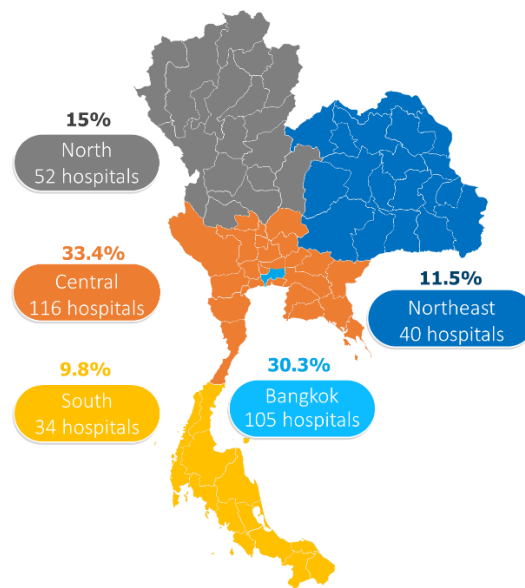 15%
North
52 hospitals
33.4%
Central
116 hospitals
11.5%
Northeast
40 hospitals
9.8%
South
34 hospitals
30.3%
Bangkok
105 hospitals